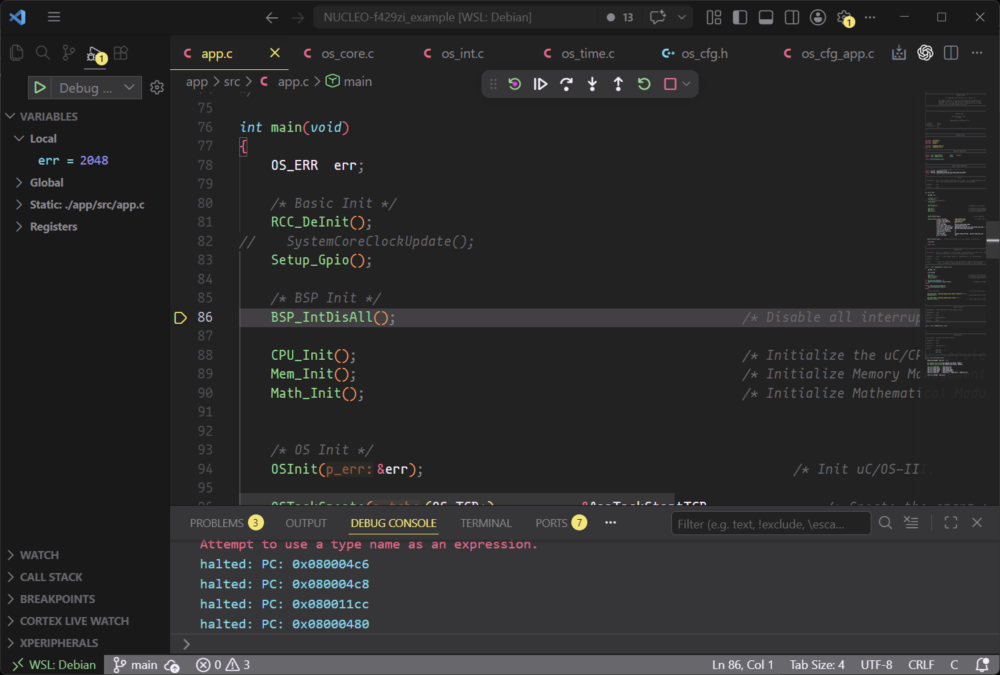 NUCLEO-f429zi_example [WSL: Debian]
13
1
app.c
os_core.c
os_int.c
os_time.c
os_cfg.h
os_cfg_app.c
1
Debug ...
app > src > C app.c > main
VARIABLES
Local
err = 2048
Global
Static: ./app/src/app.c
Registers
75
76 int main(void)
77 {
78 OS_ERR err;
79
80 /* Basic Init */
81 RCC_DeInit();
82 // SystemCoreClockUpdate();
83 Setup_Gpio();
84
85 /* BSP Init */
86 BSP_IntDisAll(); /* Disable all interrup
87
88 CPU_Init(); /* Initialize the uC/CP
89 Mem_Init(); /* Initialize Memory Management
90 Math_Init(); /* Initialize Mathematical Modu
91
92
93 /* OS Init */
94 OSInit(p_err: &err); /* Init uC/OS-III.
95
PROBLEMS 3
OUTPUT
DEBUG CONSOLE
TERMINAL
PORTS 7
Filter (e.g. text, !exclude, \esca...
Attempt to use a type name as an expression.
halted: PC: 0x080004c6
halted: PC: 0x080004c8
halted: PC: 0x080011cc
halted: PC: 0x08000480
>
WATCH
CALL STACK
BREAKPOINTS
CORTEX LIVE WATCH
XPERIPHERALS
WSL: Debian
main
0
3
Ln 86, Col 1
Tab Size: 4
UTF-8
CRLF
C